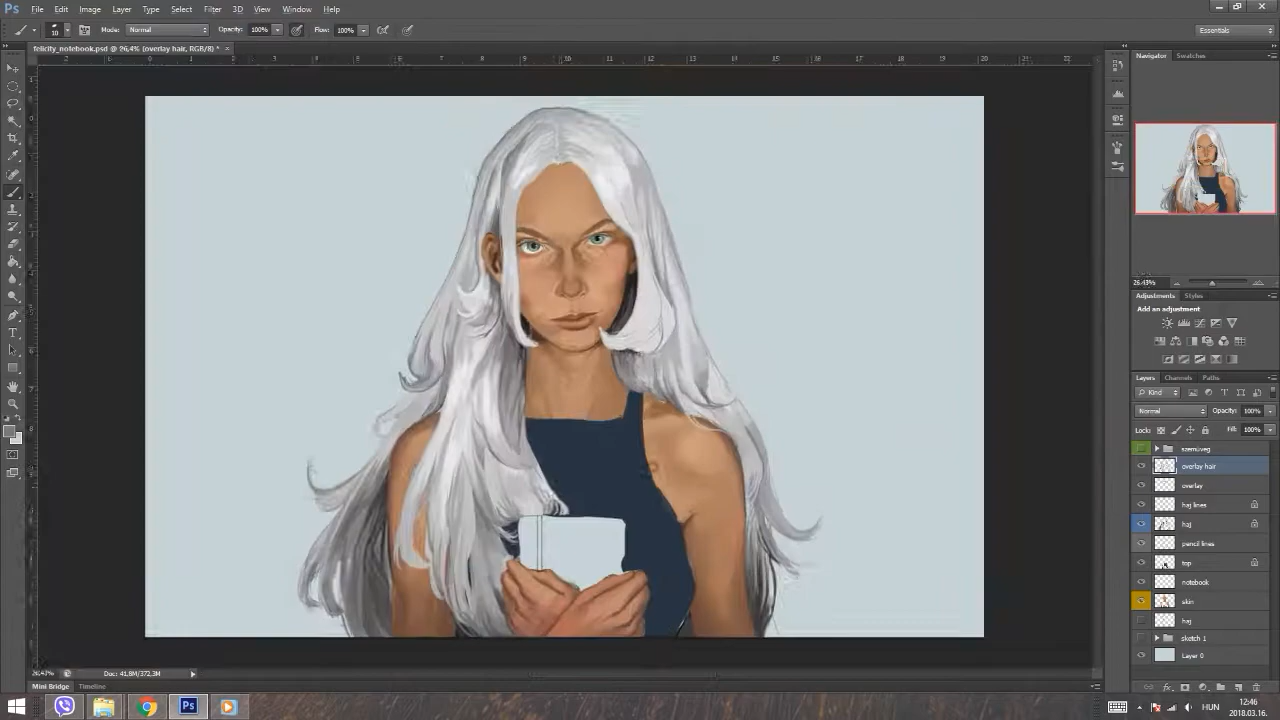 Ps File Edit Image Layer Type Select Filter 3D View Window Help
10 Mode: Normal Opacity: 100% Flow: 100% Essentials
felicity_notebook.psd @ 26,4% (overlay hair, RGB/8) *
Navigator Swatches
26.43%
Adjustments Styles
Add an adjustment
Layers Channels Paths
Kind
Normal Opacity: 100%
Lock: Fill: 100%
szemüveg
overlay hair
overlay
haj lines
haj
pencil lines
top
notebook
skin
haj
sketch 1
Layer 0
26.43% Doc: 41,8M/372,3M
Mini Bridge Timeline
Ps HUN 12:46
2018.03.16.